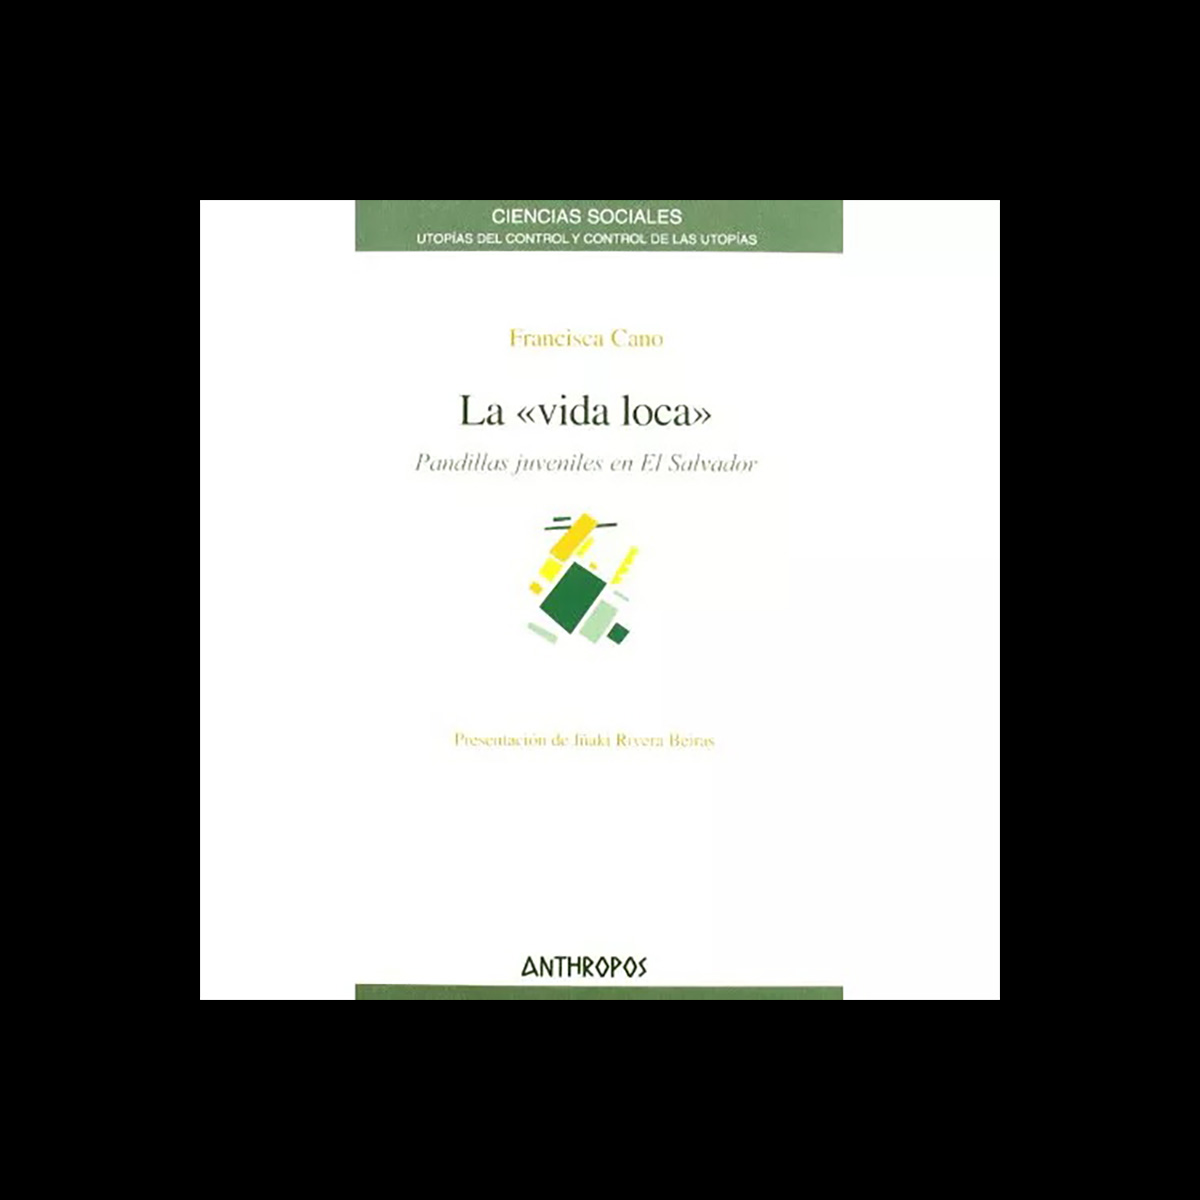 CIENCIAS SOCIALES
UTOPÍAS DEL CONTROL Y CONTROL DE LAS UTOPÍAS
Francisca Cano
La «vida loca»
Pandillas juveniles en El Salvador
Presentación de Iñaki Rivera Beiras
ANTHROPOS